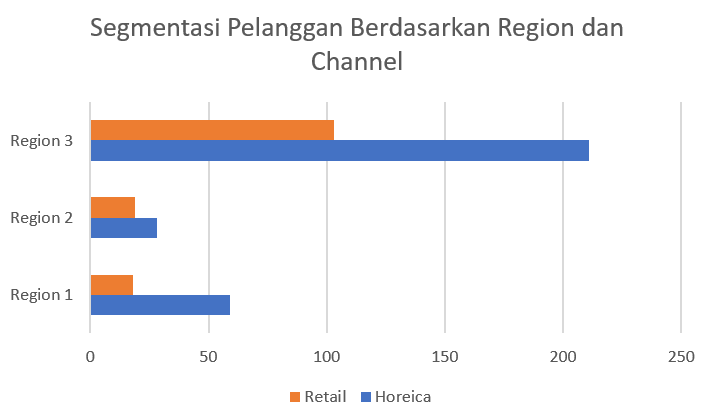 Segmentasi Pelanggan Berdasarkan Region dan
Channel
Region 3
Region 2
Region 1
0 50 100 150 200 250
Retail Horeica